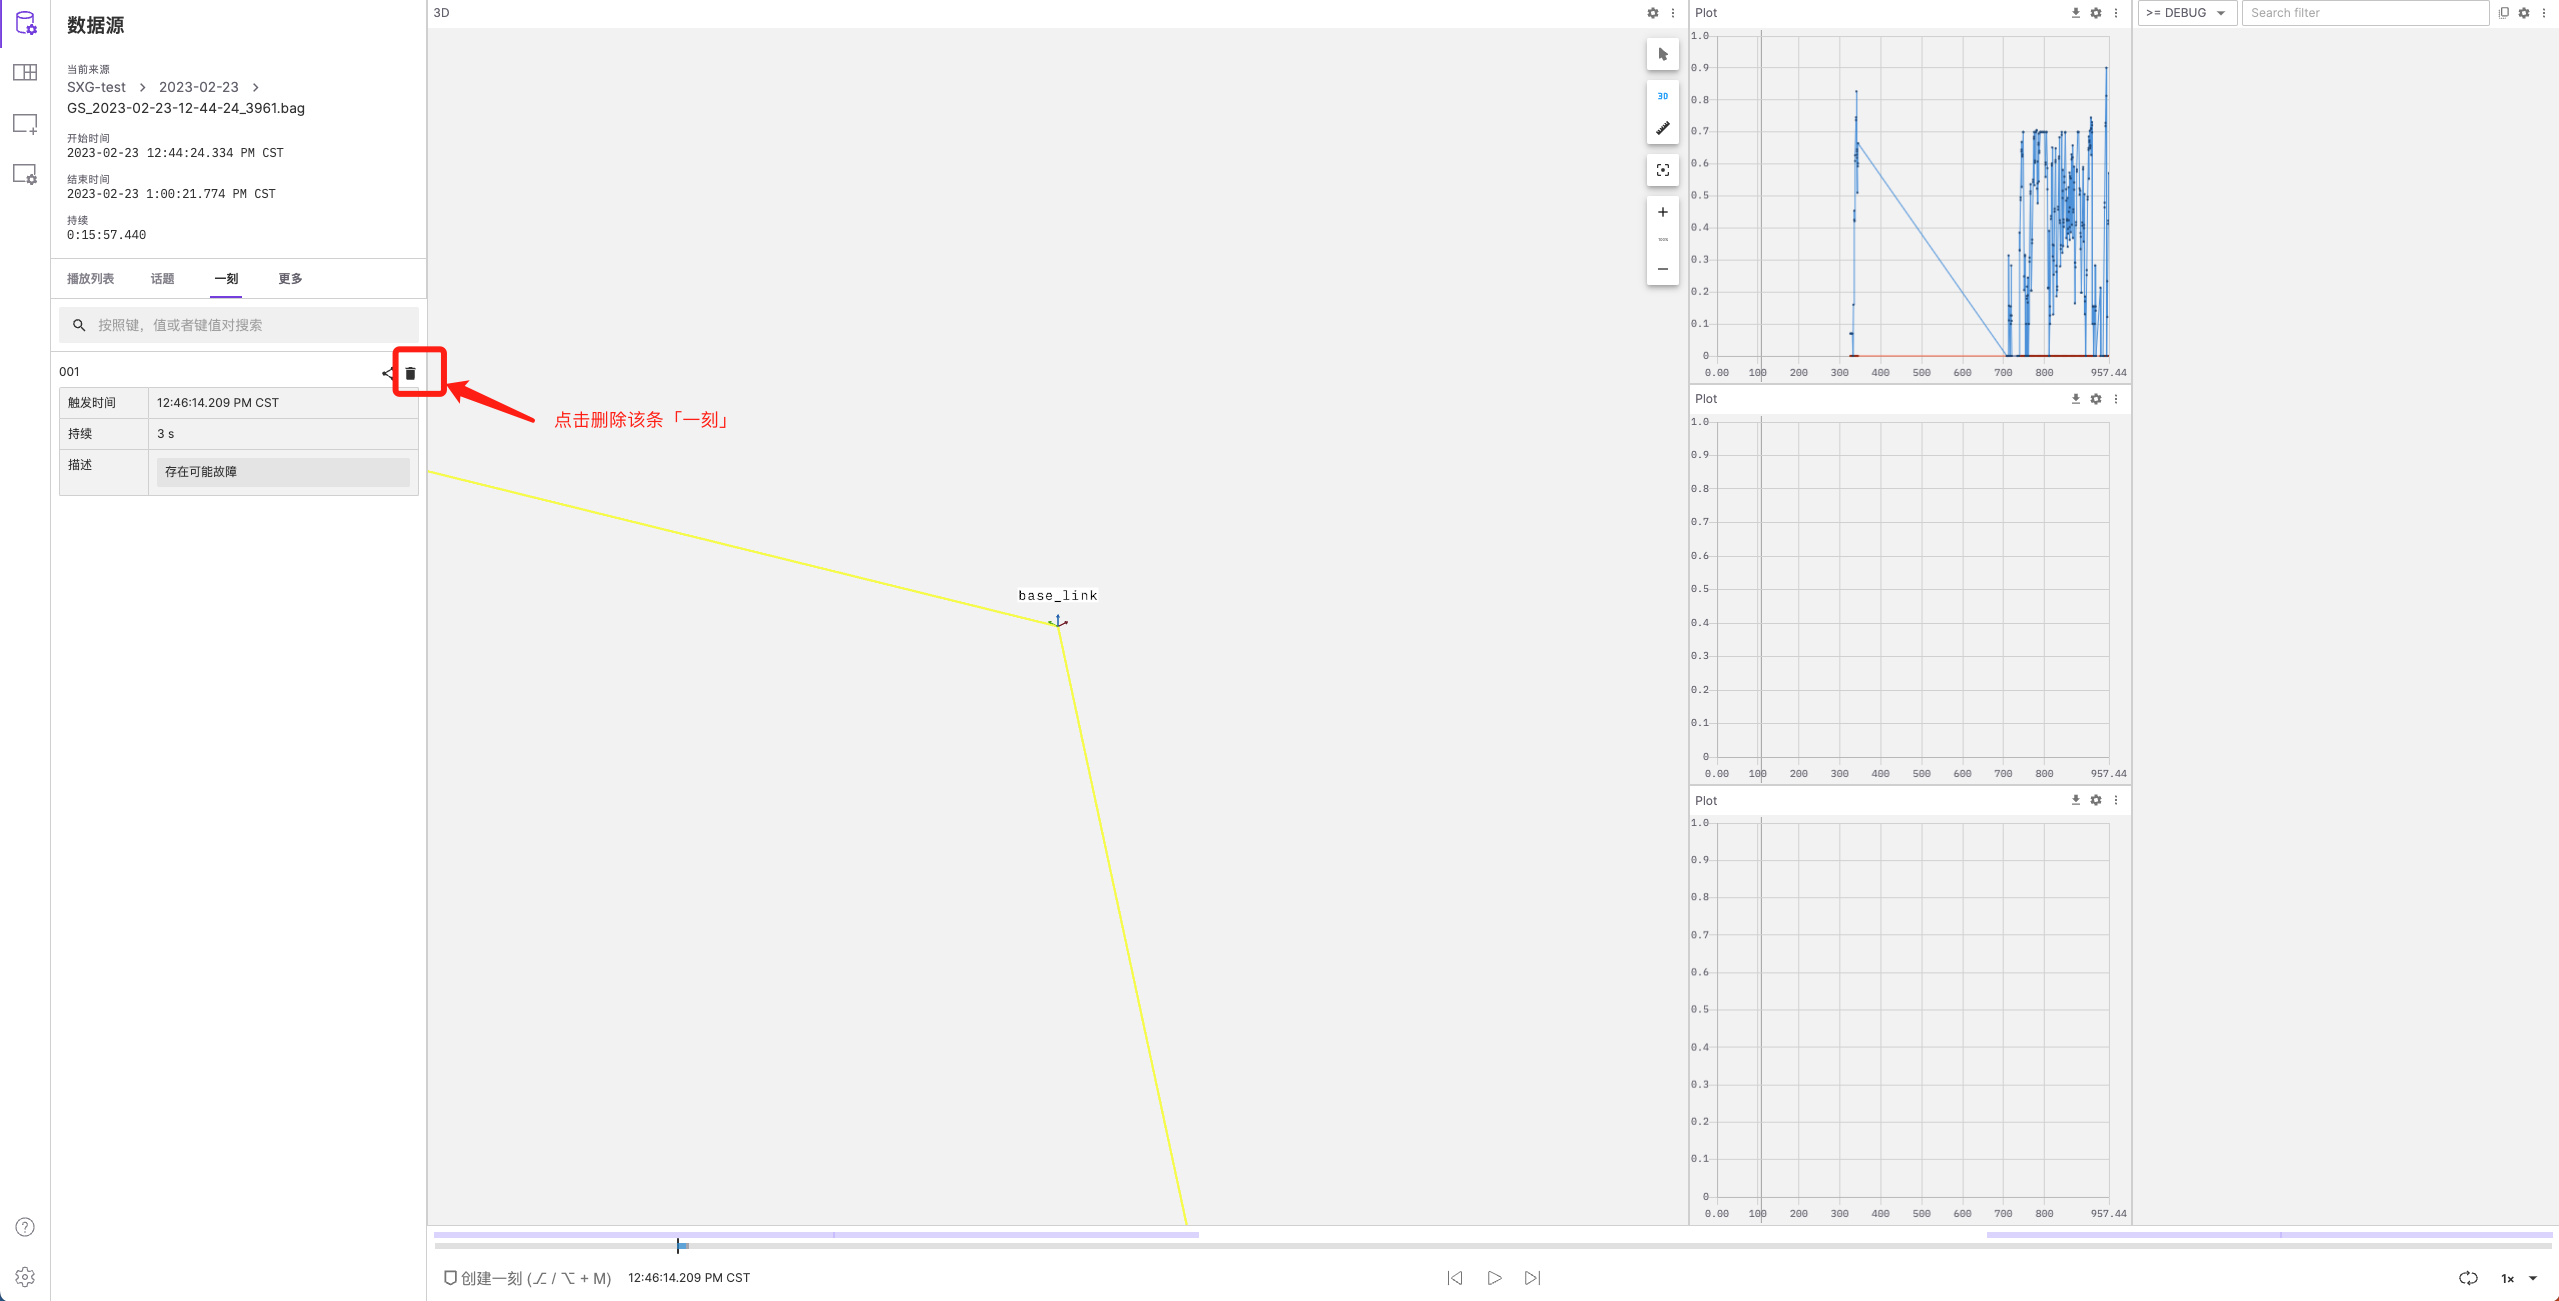 数据源
当前来源
SXG-test > 2023-02-23 >
GS_2023-02-23-12-44-24_3961.bag
开始时间
2023-02-23 12:44:24.334 PM CST
结束时间
2023-02-23 1:00:21.774 PM CST
持续
0:15:57.440
播放列表 话题 一刻 更多
按照键，值或者键值对搜索
001
触发时间 12:46:14.209 PM CST
持续 3 s
描述 存在可能故障
3D
点击删除该条「一刻」
base_link
3D
100%
Plot
1.0
0.9
0.8
0.7
0.6
0.5
0.4
0.3
0.2
0.1
0
0.00 100 200 300 400 500 600 700 800 957.44
Plot
1.0
0.9
0.8
0.7
0.6
0.5
0.4
0.3
0.2
0.1
0
0.00 100 200 300 400 500 600 700 800 957.44
Plot
1.0
0.9
0.8
0.7
0.6
0.5
0.4
0.3
0.2
0.1
0
0.00 100 200 300 400 500 600 700 800 957.44
>= DEBUG Search filter
创建一刻 (⌥ / ⌥ + M) 12:46:14.209 PM CST
1×